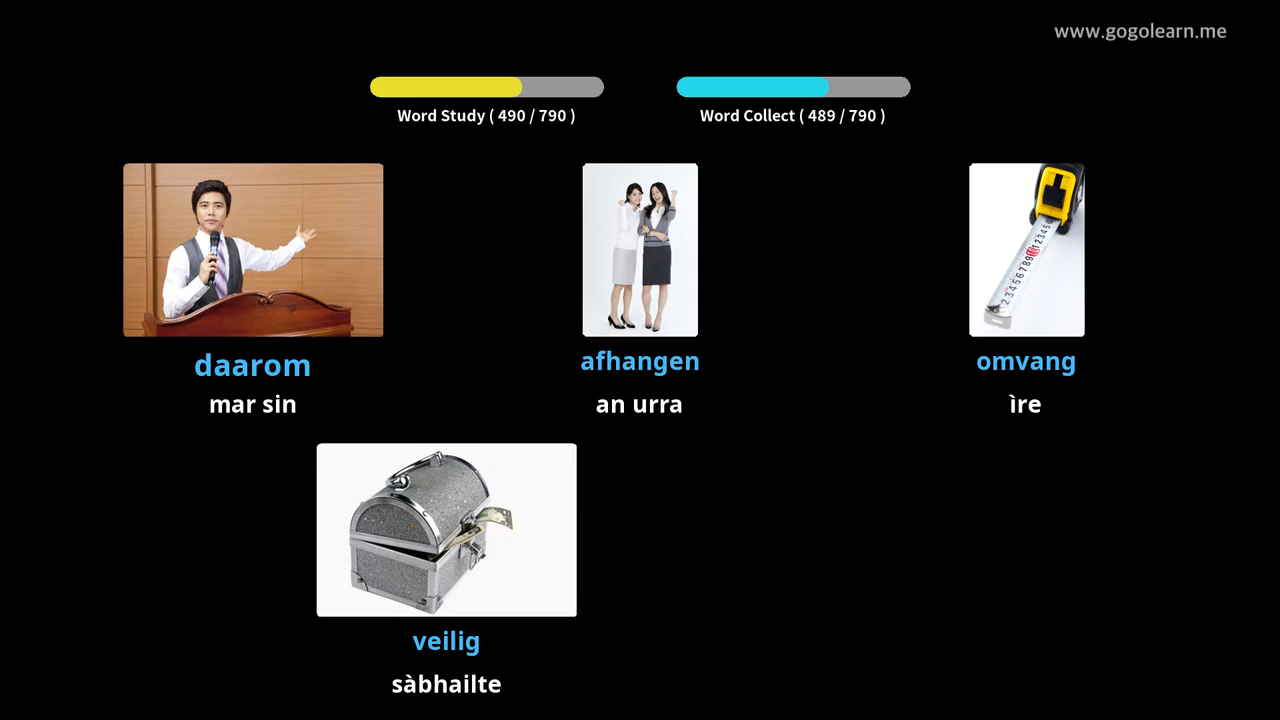 www.gogolearn.me
Word Study ( 490 / 790 )
Word Collect ( 489 / 790 )
daarom
mar sin
afhangen
an urra
omvang
ìre
veilig
sàbhailte